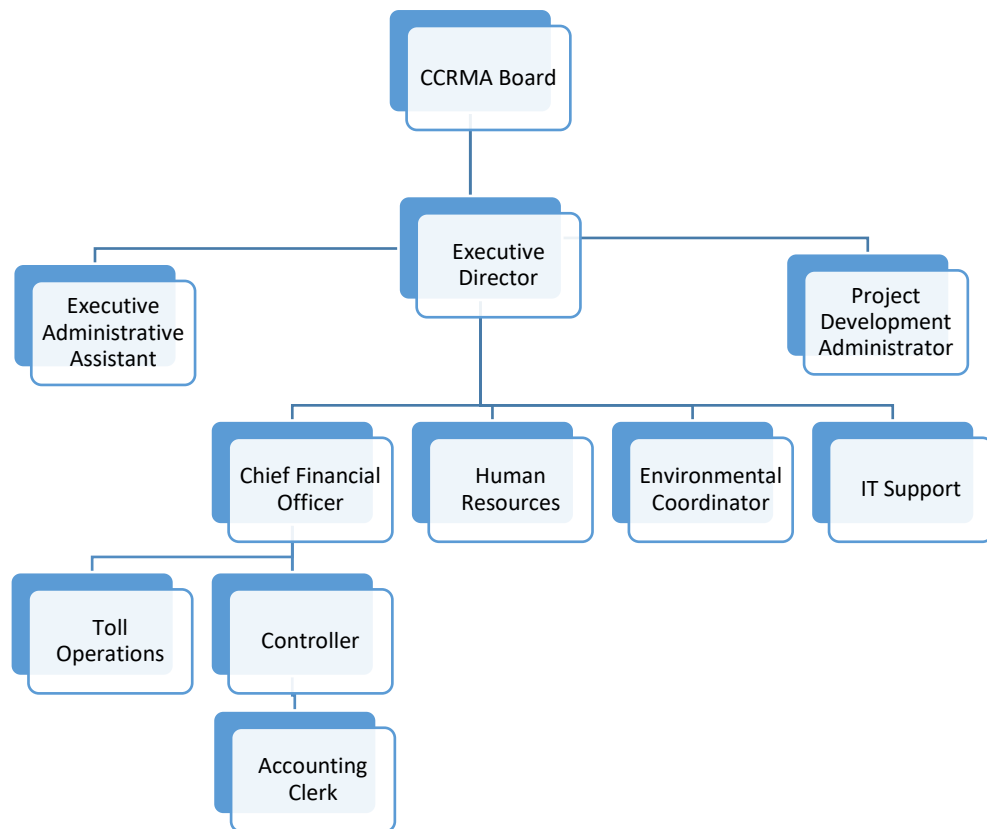 CCRMA Board
Executive
Director
Executive
Administrative
Assistant
Project
Development
Administrator
Chief Financial
Officer
Human
Resources
Environmental
Coordinator
IT Support
Toll
Operations
Controller
Accounting
Clerk